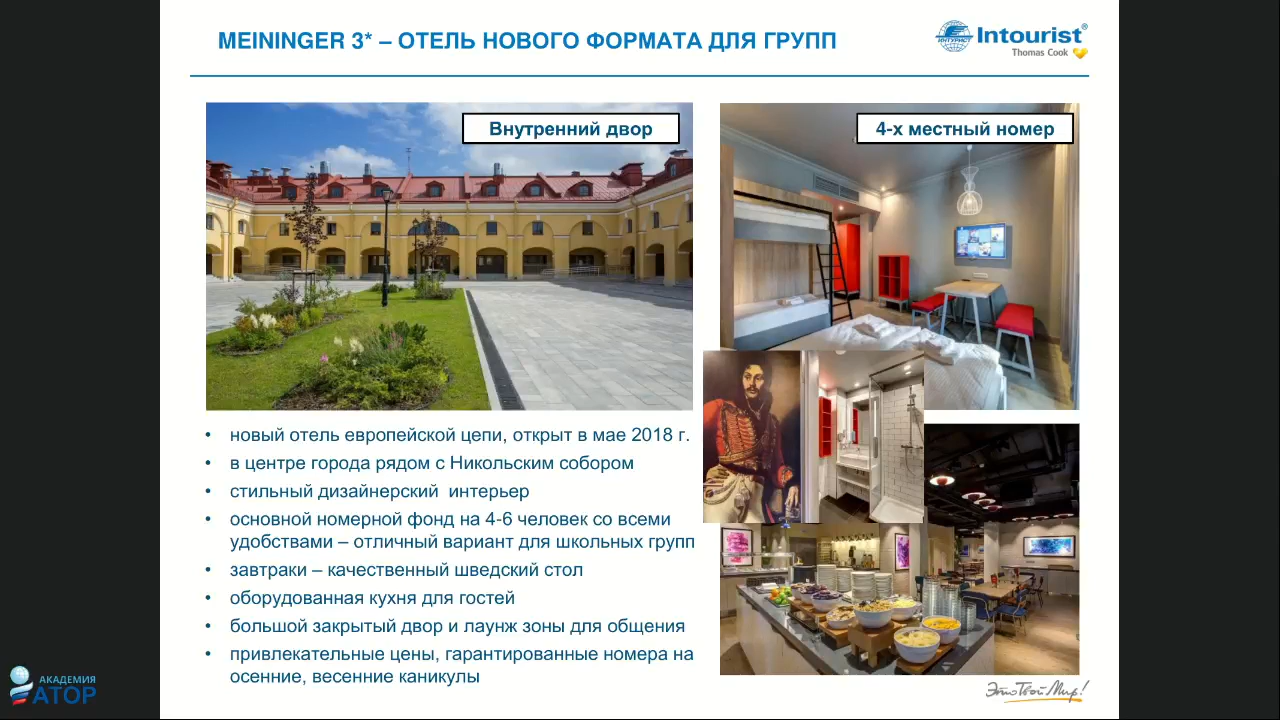 MEININGER 3* – ОТЕЛЬ НОВОГО ФОРМАТА ДЛЯ ГРУПП
ИНТУРИСТ
Intourist®
Thomas Cook
Внутренний двор
4-х местный номер
• новый отель европейской цепи, открыт в мае 2018 г.
• в центре города рядом с Никольским собором
• стильный дизайнерский интерьер
• основной номерной фонд на 4-6 человек со всеми
удобствами – отличный вариант для школьных групп
• завтраки – качественный шведский стол
• оборудованная кухня для гостей
• большой закрытый двор и лаунж зоны для общения
• привлекательные цены, гарантированные номера на
осенние, весенние каникулы
АКАДЕМИЯ
АТОР
Это Твой Мир!